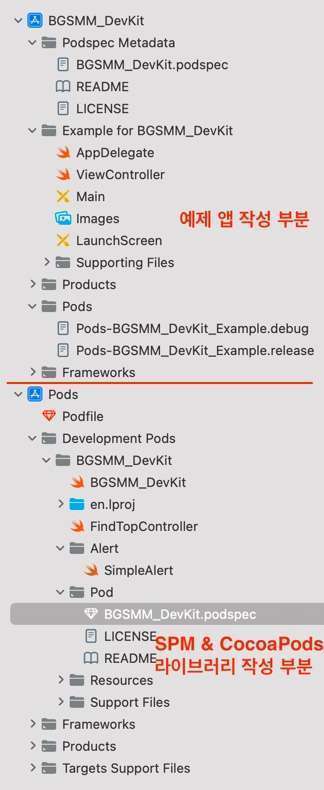 BGSMM_DevKit
Podspec Metadata
BGSMM_DevKit.podspec
README
LICENSE
Example for BGSMM_DevKit
AppDelegate
ViewController
Main
Images
예제 앱 작성 부분
LaunchScreen
Supporting Files
Products
Pods
Pods-BGSMM_DevKit_Example.debug
Pods-BGSMM_DevKit_Example.release
Frameworks
Pods
Podfile
Development Pods
BGSMM_DevKit
BGSMM_DevKit
en.lproj
FindTopController
Alert
SimpleAlert
Pod
BGSMM_DevKit.podspec
LICENSE
SPM & CocoaPods
README
라이브러리 작성 부분
Resources
Support Files
Frameworks
Products
Targets Support Files